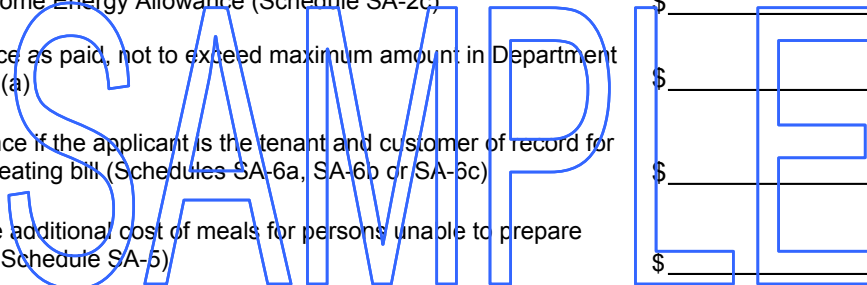 ome Energy Allowance (Schedule SA-2c) $
ce as paid, not to exceed maximum amount in Department
(a) $
nce if the applicant is the tenant and customer of record for
eating bill (Schedules SA-6a, SA-6b or SA-6c) $
e additional cost of meals for persons unable to prepare
Schedule SA-5) $
SAMPLE